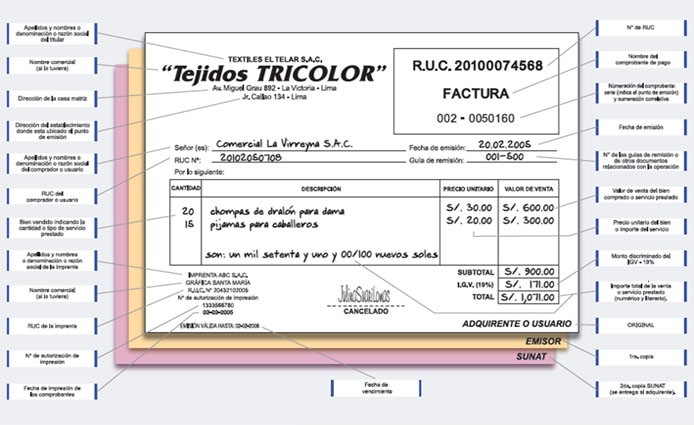 Apellidos y nombres o
denominación o razón social
del titular
Nombre comercial
(si lo tuviera)
Dirección de la casa matriz
Dirección del establecimiento
donde esta ubicado el punto
de emisión
Apellidos y nombres o
denominación o razón social
del comprador o usuario
RUC del
comprador o usuario
Bien vendido indicando la
cantidad o tipo de servicio
prestado
Apellidos y nombres
o denominación o razón
social de la imprenta
Nombre comercial
(si lo tuviera)
RUC de la imprenta
N° de autorización de
impresión
Fecha de impresión de
los comprobantes
TEXTILES EL TELAR S.A.C.
“Tejidos TRICOLOR”
Av. Miguel Grau 892 - La Victoria - Lima
Jr. Callao 134 - Lima
R.U.C. 20100074568
FACTURA
002 - 0050160
Señor (es): Comercial La Virreyna S.A.C. Fecha de emisión: 20.02.2005
RUC Nº: 20102050708 Guía de remisión: 001-500
Por lo siguiente:
CANTIDAD DESCRIPCIÓN PRECIO UNITARIO VALOR DE VENTA
20 chompas de dralón para dama S/. 30.00 S/. 600.00
15 pijamas para caballeros S/. 20.00 S/. 300.00
son: un mil setenta y uno y 00/100 nuevos soles
SUBTOTAL S/. 900.00
I.G.V. (19%) S/. 171.00
TOTAL S/. 1,071.00
IMPRENTA ABC S.A.C.
GRÁFICA SANTA MARÍA
R.U.C. N° 20432102005
N° de autorización de impresión
1333556780
EMISIÓN VÁLIDA HASTA:
CANCELADO
ADQUIRENTE O USUARIO
EMISOR
SUNAT
Fecha de
vencimiento
N° de RUC
Nombre del
comprobante de pago
Númeración del comprobante:
serie (indica el punto de emisión)
y numeración correlativa
Fecha de emisión
N° de las guías de remisión o
de otros documentos
relacionados con la operación
Valor de venta del bien
comprado o servicio prestado
Precio unitario del bien
o importe del servicio
Monto discriminado del
IGV - 19%
Importe total de la venta
o servicio prestado
(numérico y literario).
ORIGINAL
1ra. copia
2da. copia SUNAT
(se entrega al adquirente).